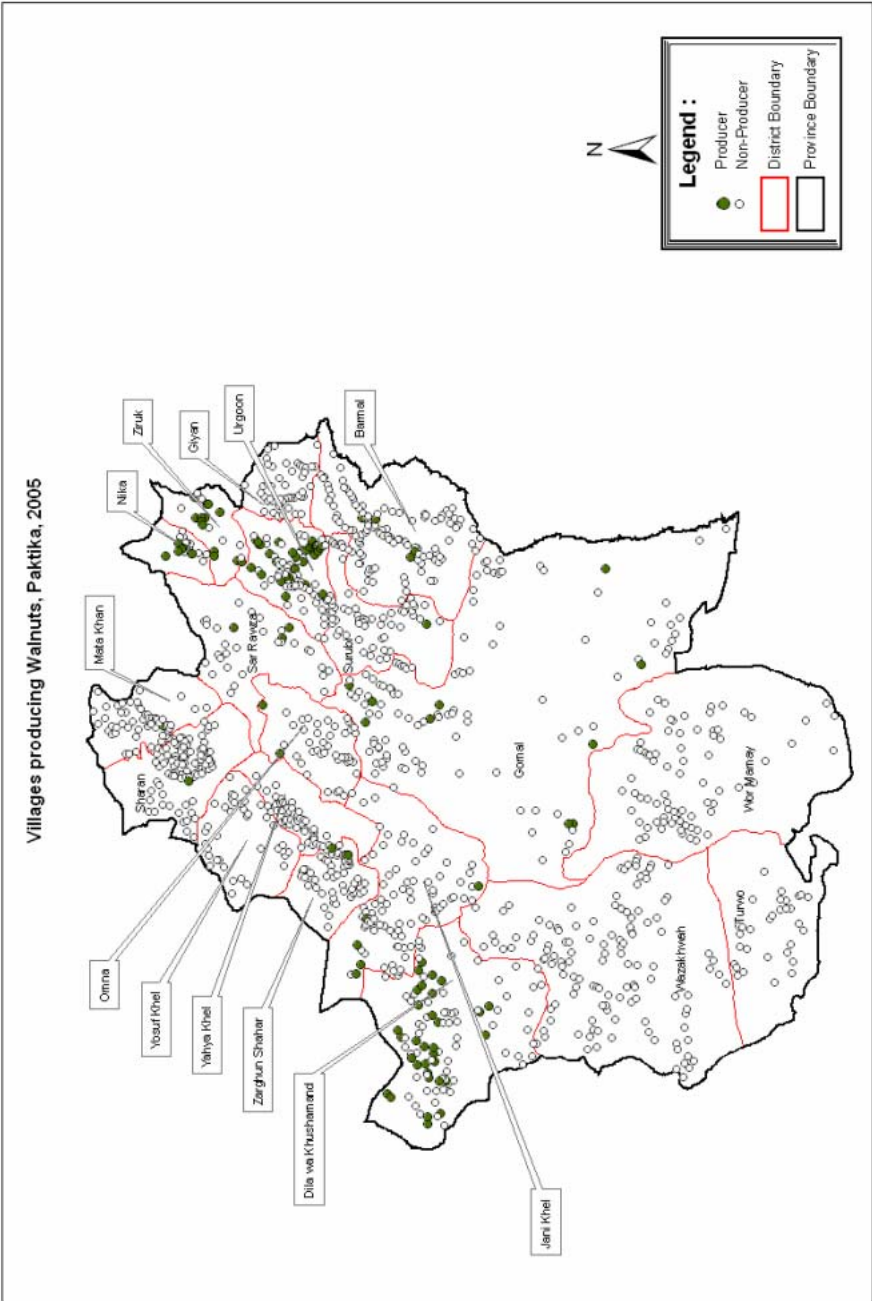 Villages producing Walnuts, Paktika, 2005
Mata Khan
Nika
Ziruk
Giyan
Urgoon
Barmal
Sharan
Sar Rawza
Surubi
Omna
Yosuf Khel
Yahya Khel
Zarghun Shahar
Dila wa Khushamand
Jani Khel
Gomal
Wor Mamay
Wazakhwah
Turwo
N
Legend :
Producer
Non-Producer
District Boundary
Province Boundary